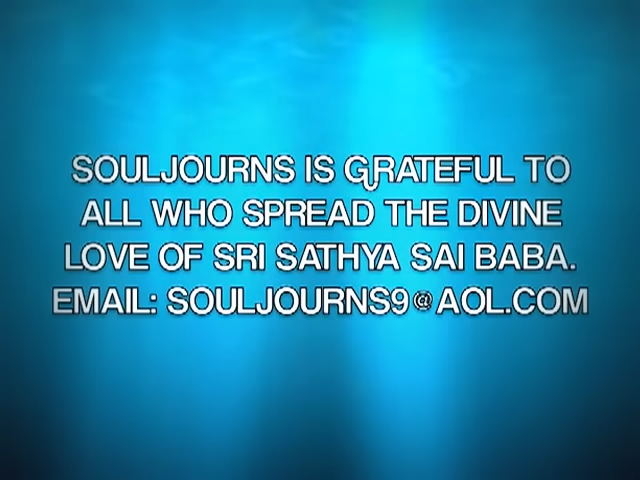 SOULJOURNS IS GRATEFUL TO
ALL WHO SPREAD THE DIVINE
LOVE OF SRI SATHYA SAI BABA.
EMAIL: SOULJOURNS9@AOL.COM